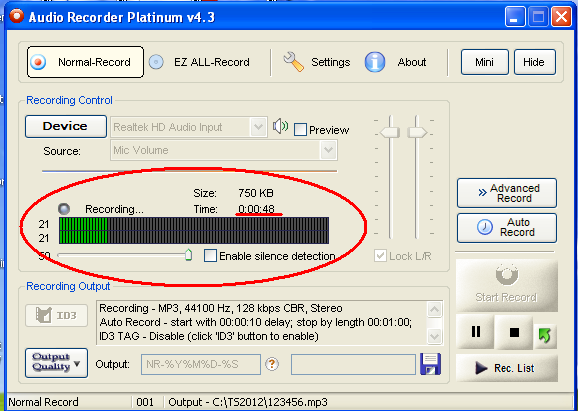 Audio Recorder Platinum v4.3
Normal-Record EZ ALL-Record Settings About Mini Hide
Recording Control
Device Realtek HD Audio Input Preview
Source: Mic Volume
Size: 750 KB
Recording... Time: 0:00:48
21
21
50 Enable silence detection Lock L/R
Advanced Record
Auto Record
Start Record
Recording Output
ID3
Recording - MP3, 44100 Hz, 128 kbps CBR, Stereo
Auto Record - start with 00:00:10 delay; stop by length 00:01:00;
ID3 TAG - Disable (click 'ID3' button to enable)
Output Quality Output: NR-%Y%M%D-%S ?
Rec. List
Normal Record 001 Output - C:\TS2012\123456.mp3